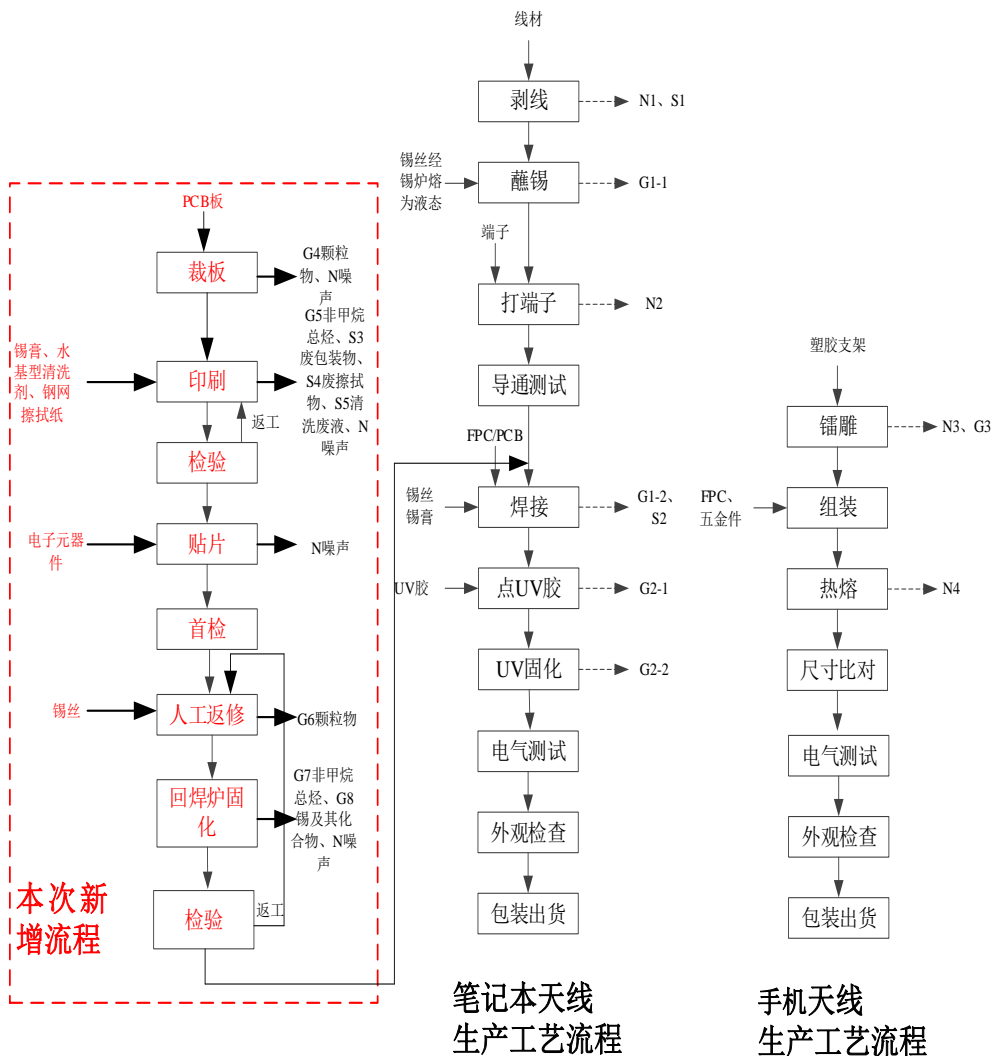 PCB板
裁板
G4颗粒
物、N噪
声
锡膏、水
基型清洗
剂、钢网
擦拭纸
印刷
G5非甲烷
总烃、S3
废包装物、
S4废擦拭
物、S5清
洗废液、N
噪声
返工
检验
电子元器
件
贴片
N噪声
首检
锡丝
人工返修
G6颗粒物
回焊炉固
化
G7非甲烷
总烃、G8
锡及其化
合物、N噪
声
检验
返工
本次新
增流程
线材
剥线
N1、S1
锡丝经
锡炉熔
为液态
蘸锡
G1-1
端子
打端子
N2
导通测试
FPC/PCB
锡丝
锡膏
焊接
G1-2、
S2
UV胶
点UV胶
G2-1
UV固化
G2-2
电气测试
外观检查
包装出货
笔记本天线
生产工艺流程
塑胶支架
镭雕
N3、G3
FPC、
五金件
组装
热熔
N4
尺寸比对
电气测试
外观检查
包装出货
手机天线
生产工艺流程